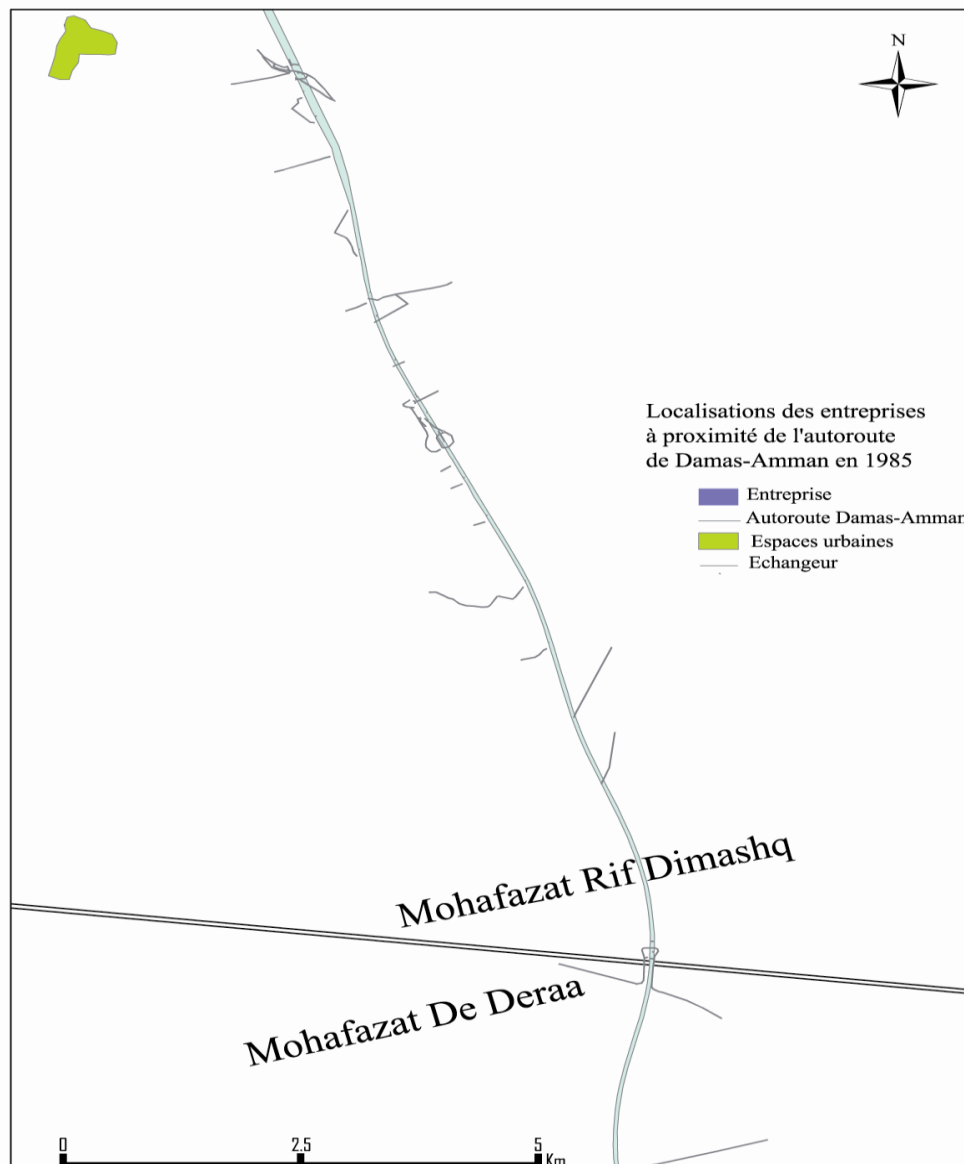 N
Localisations des entreprises
à proximité de l'autoroute
de Damas-Amman en 1985
Entreprise
Autoroute Damas-Amman
Espaces urbaines
Echangeur
Mohafazat Rif Dimashq
Mohafazat De Deraa
0 2.5 5
Km